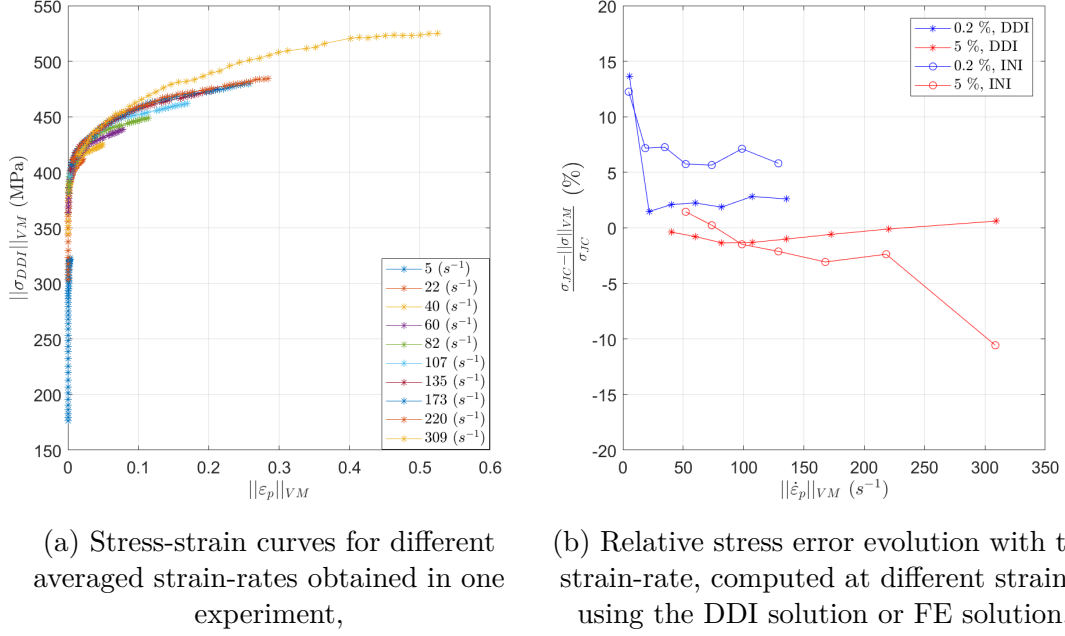 550
500
450
400
350
300
250
200
150
||σ_DDI||_VM (MPa)
0 0.1 0.2 0.3 0.4 0.5 0.6
||ε_p||_VM
5 (s⁻¹)
22 (s⁻¹)
40 (s⁻¹)
60 (s⁻¹)
82 (s⁻¹)
107 (s⁻¹)
135 (s⁻¹)
173 (s⁻¹)
220 (s⁻¹)
309 (s⁻¹)
(a) Stress-strain curves for different
averaged strain-rates obtained in one
experiment,
20
15
10
5
0
-5
-10
-15
-20
(σ_JC−||σ||_VM)/σ_JC (%)
0 50 100 150 200 250 300 350
||ε̇_p||_VM (s⁻¹)
0.2 %, DDI
5 %, DDI
0.2 %, INI
5 %, INI
(b) Relative stress error evolution with t
strain-rate, computed at different strain
using the DDI solution or FE solution.